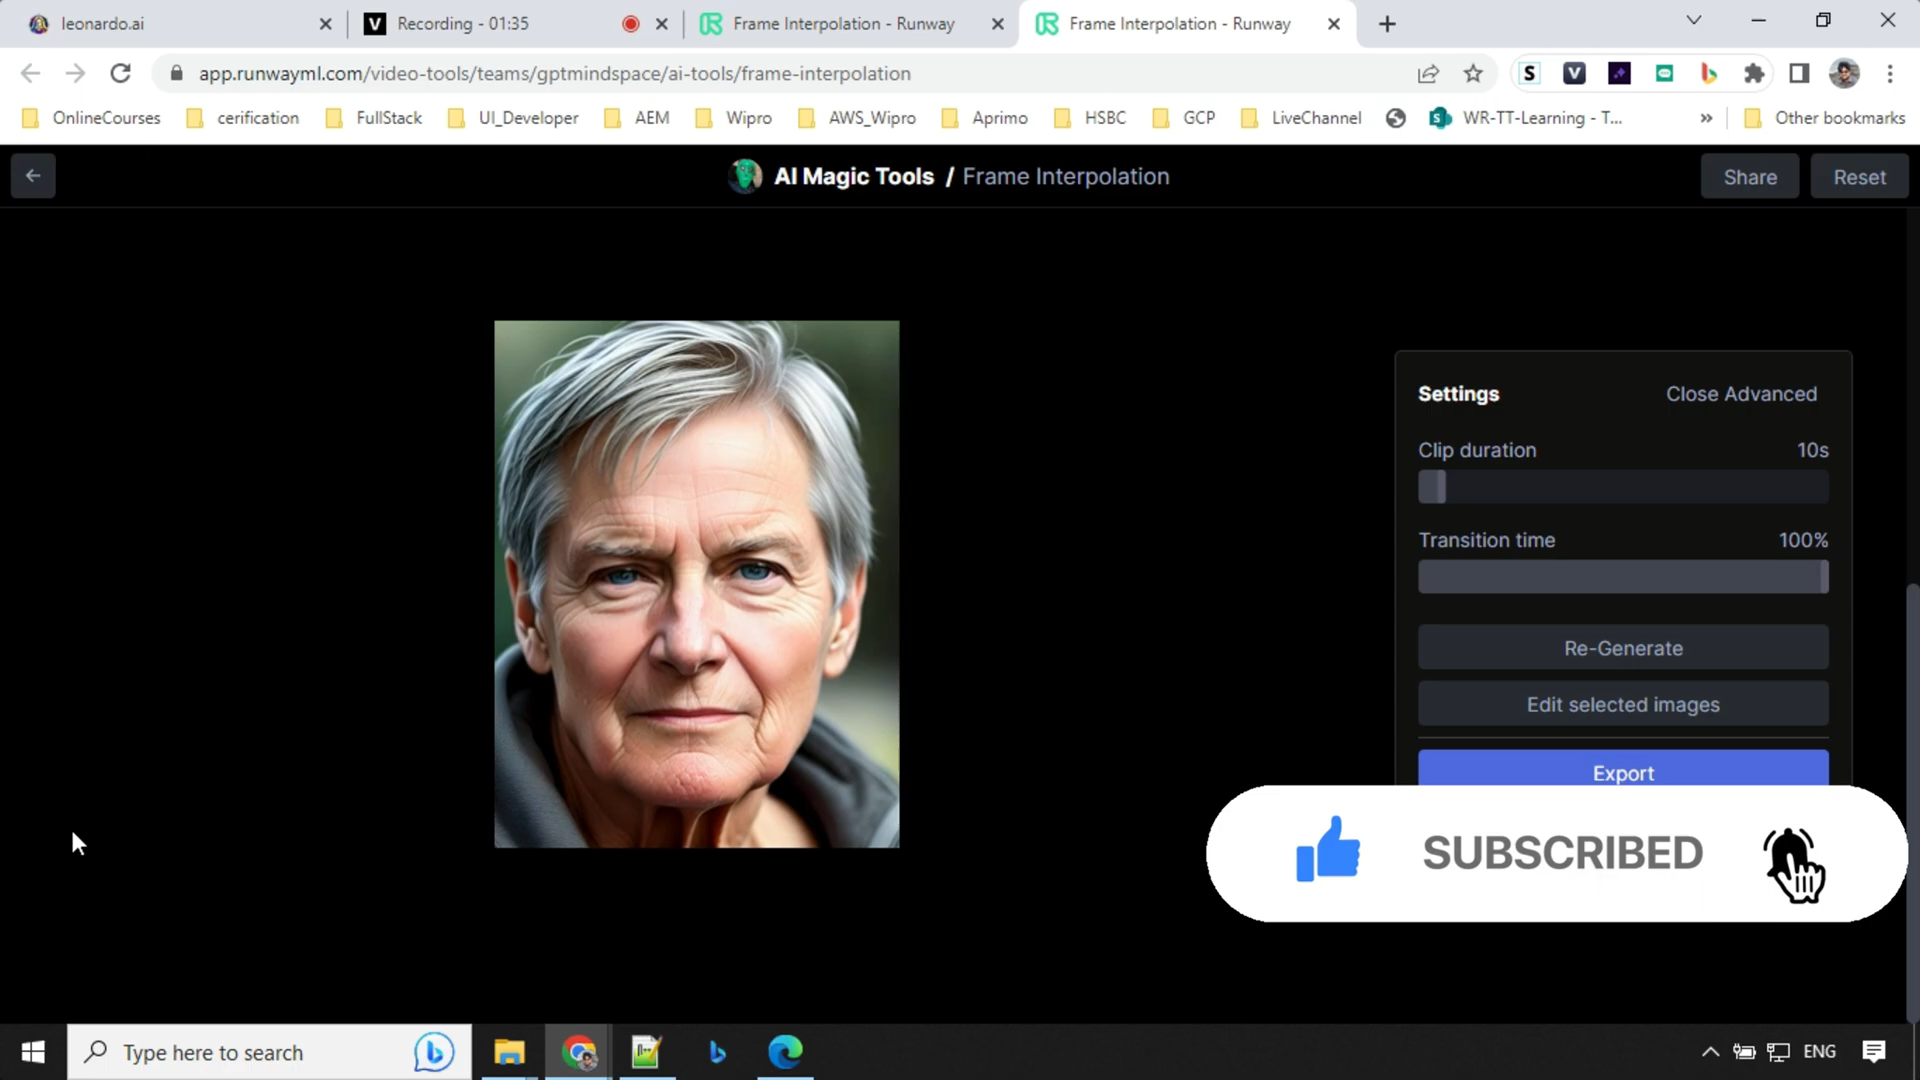 leonardo.ai
Recording - 01:35
Frame Interpolation - Runway
Frame Interpolation - Runway
app.runwayml.com/video-tools/teams/gptmindspace/ai-tools/frame-interpolation
OnlineCourses
cerification
FullStack
UI_Developer
AEM
Wipro
AWS_Wipro
Aprimo
HSBC
GCP
LiveChannel
WR-TT-Learning - T...
Other bookmarks
AI Magic Tools / Frame Interpolation
Share
Reset
Settings
Close Advanced
Clip duration
10s
Transition time
100%
Re-Generate
Edit selected images
Export
SUBSCRIBED
Type here to search
ENG